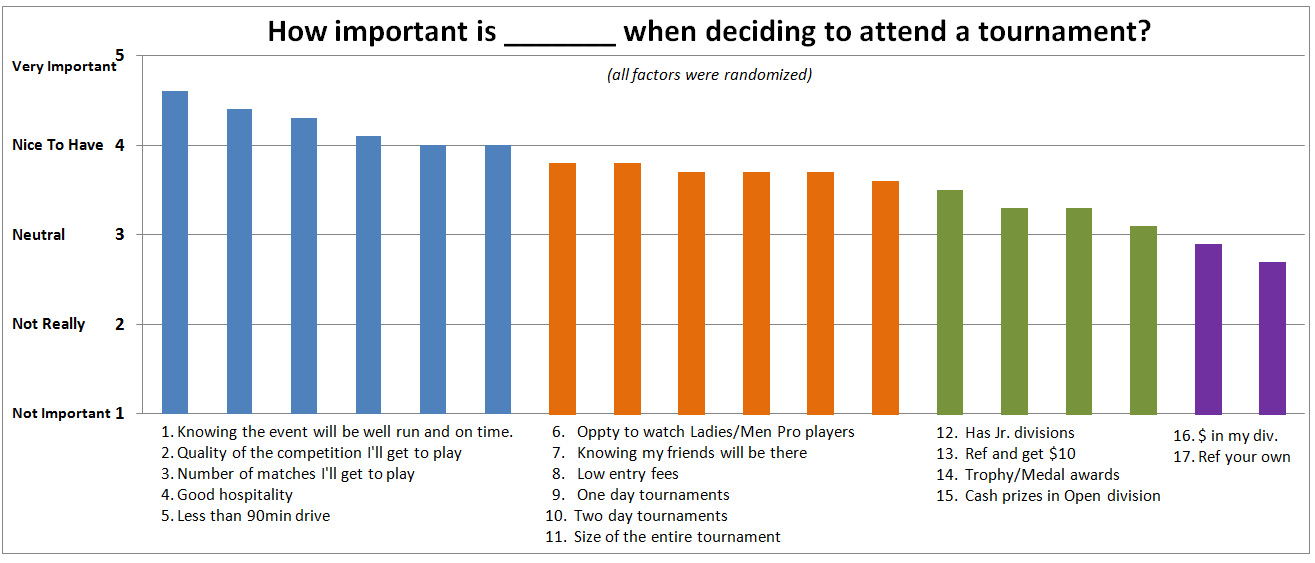 How important is _______ when deciding to attend a tournament?
(all factors were randomized)
Very Important 5
Nice To Have 4
Neutral 3
Not Really 2
Not Important 1
1. Knowing the event will be well run and on time.
2. Quality of the competition I'll get to play
3. Number of matches I'll get to play
4. Good hospitality
5. Less than 90min drive
6. Oppty to watch Ladies/Men Pro players
7. Knowing my friends will be there
8. Low entry fees
9. One day tournaments
10. Two day tournaments
11. Size of the entire tournament
12. Has Jr. divisions
13. Ref and get $10
14. Trophy/Medal awards
15. Cash prizes in Open division
16. $ in my div.
17. Ref your own